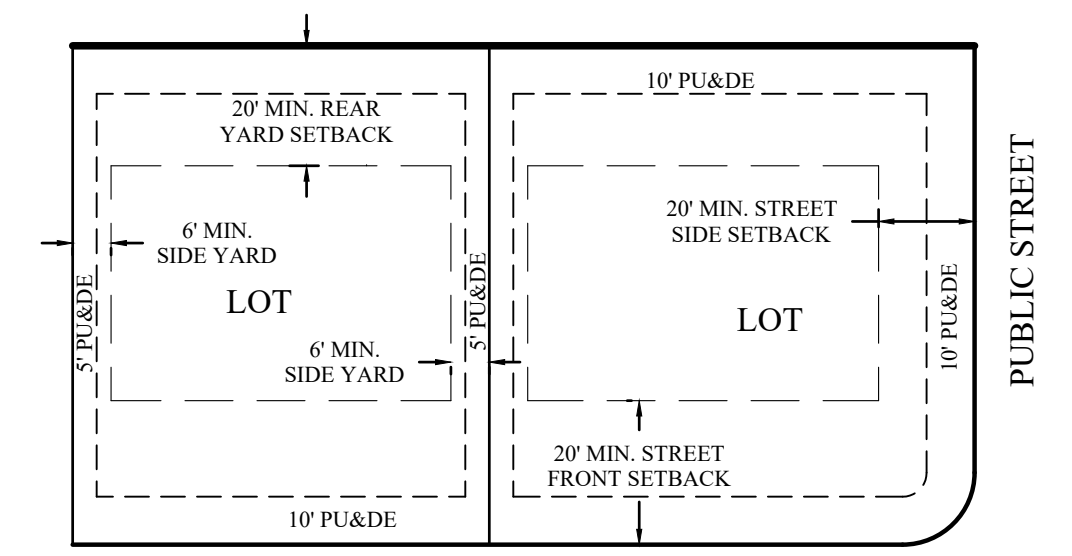 10' PU&DE
20' MIN. REAR
YARD SETBACK
6' MIN.
SIDE YARD
5' PU&DE
LOT
6' MIN.
SIDE YARD
5' PU&DE
10' PU&DE
20' MIN. STREET
SIDE SETBACK
LOT
10' PU&DE
PUBLIC STREET
20' MIN. STREET
FRONT SETBACK